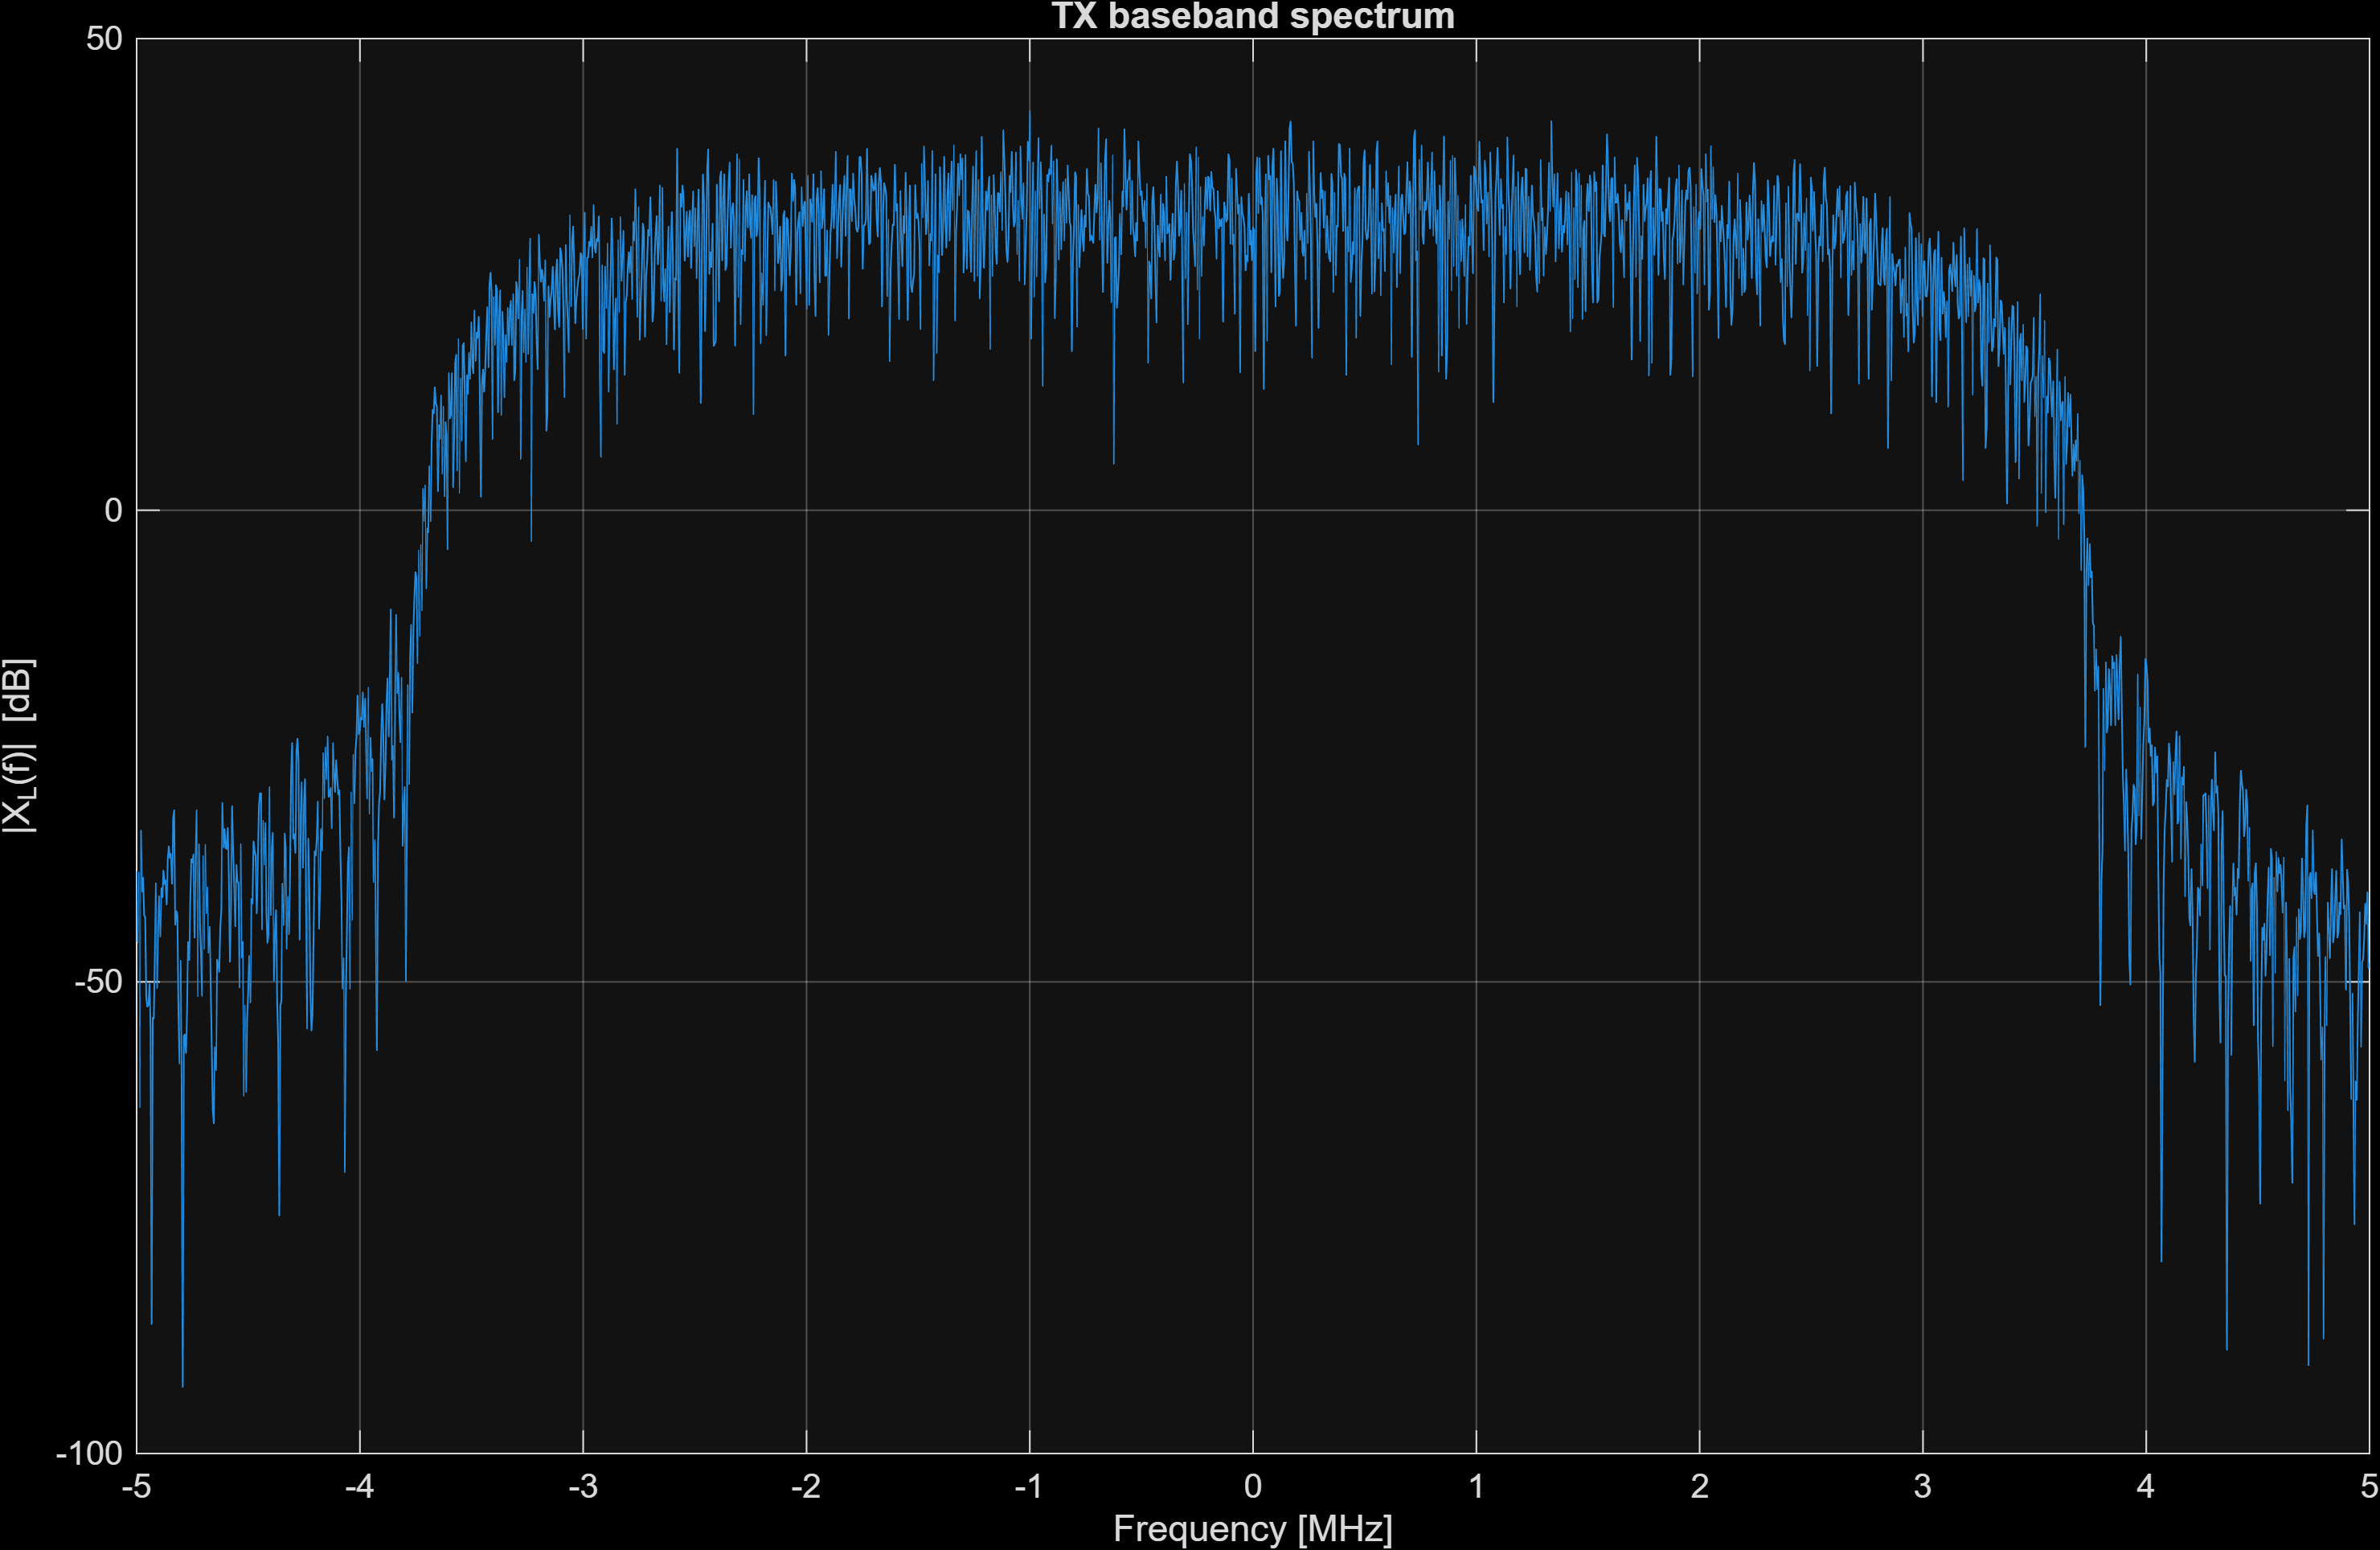 TX baseband spectrum
50
0
-50
-100
|X_L(f)| [dB]
-5 -4 -3 -2 -1 0 1 2 3 4 5
Frequency [MHz]